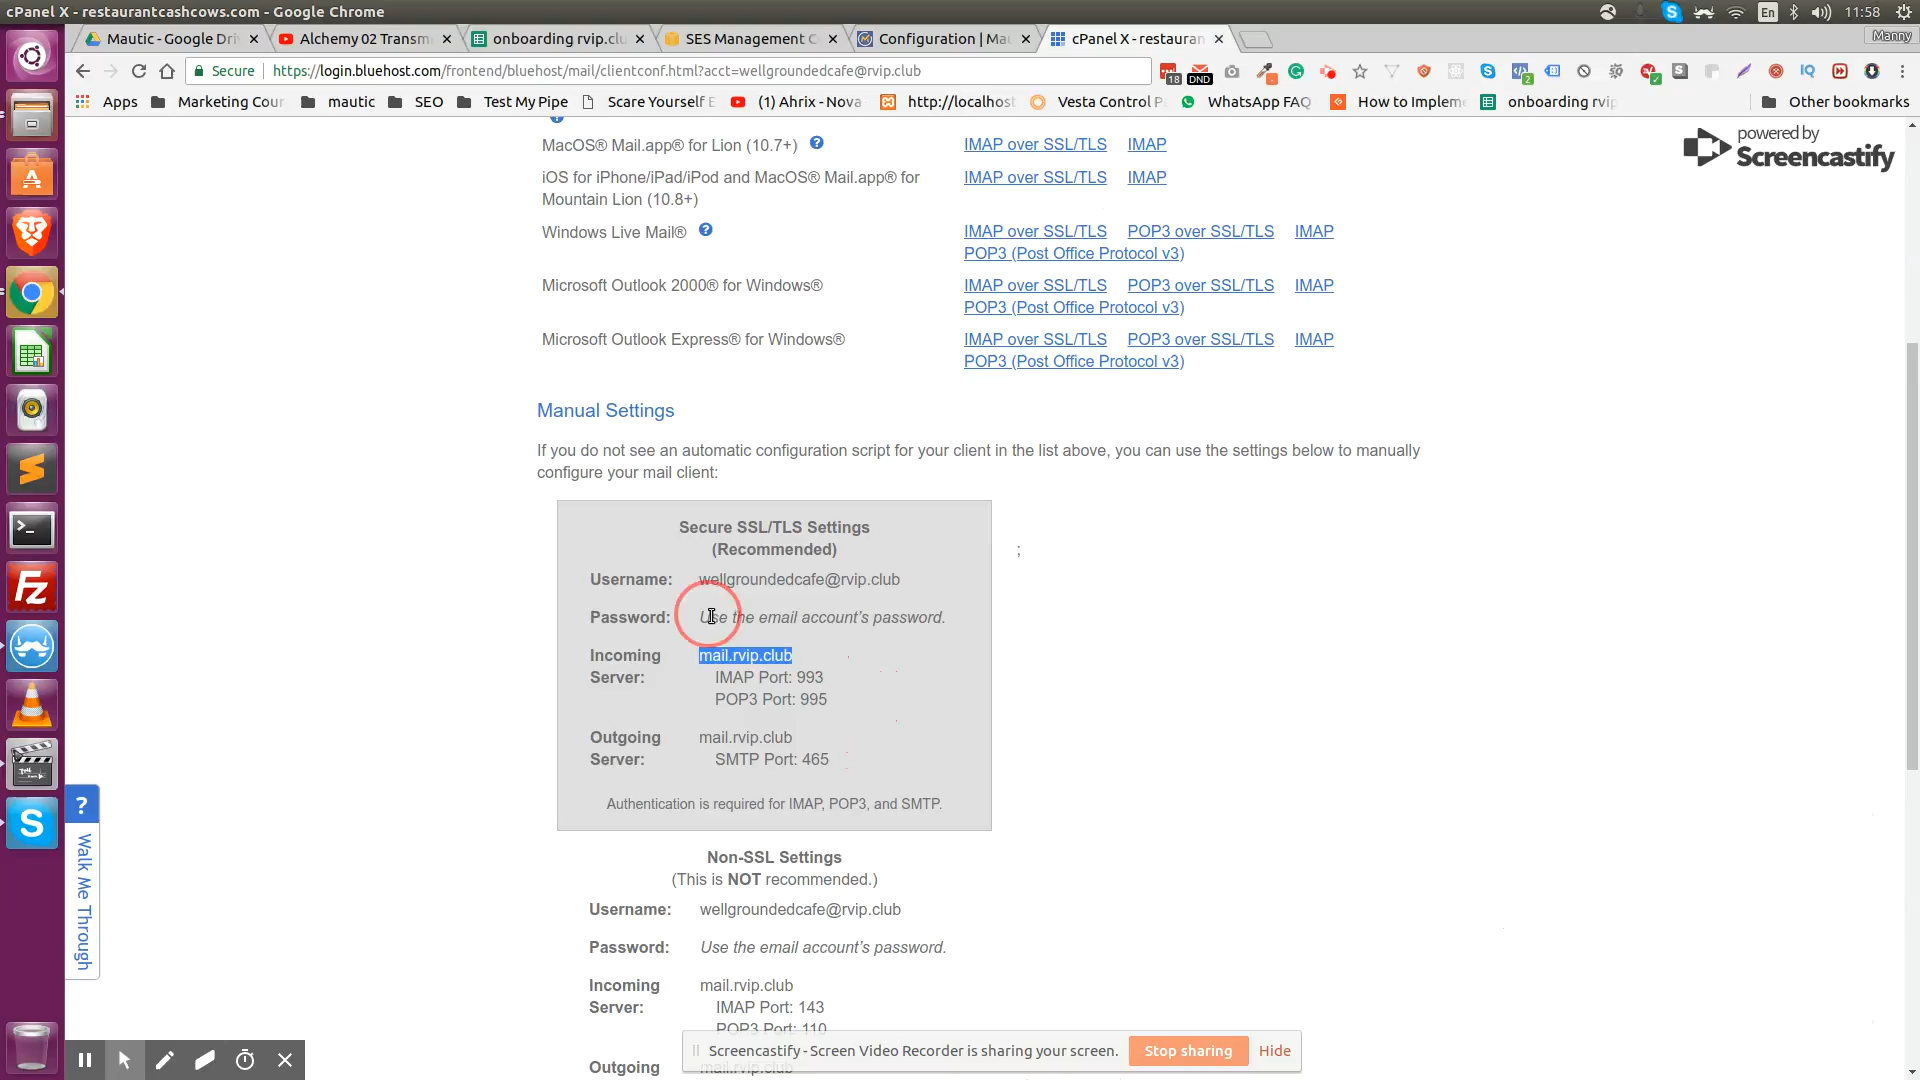 cPanel X - restaurantcashcows.com - Google Chrome
En
11:58
Mautic - Google Dri
Alchemy 02 Transm
onboarding rvip.clu
SES Management C
Configuration | Mau
cPanel X - restauran
Manny
Secure
https://login.bluehost.com/frontend/bluehost/mail/clientconf.html?acct=wellgroundedcafe@rvip.club
18
DND
2
IQ
Apps
Marketing Cour
mautic
SEO
Test My Pipe
Scare Yourself E
(1) Ahrix - Nova
http://localhost
Vesta Control P
WhatsApp FAQ
How to Implem
onboarding rvip
Other bookmarks
powered by
Screencastify
MacOS® Mail.app® for Lion (10.7+)
IMAP over SSL/TLS IMAP
iOS for iPhone/iPad/iPod and MacOS® Mail.app® for
Mountain Lion (10.8+)
IMAP over SSL/TLS IMAP
Windows Live Mail®
IMAP over SSL/TLS POP3 over SSL/TLS IMAP
POP3 (Post Office Protocol v3)
Microsoft Outlook 2000® for Windows®
IMAP over SSL/TLS POP3 over SSL/TLS IMAP
POP3 (Post Office Protocol v3)
Microsoft Outlook Express® for Windows®
IMAP over SSL/TLS POP3 over SSL/TLS IMAP
POP3 (Post Office Protocol v3)
Manual Settings
If you do not see an automatic configuration script for your client in the list above, you can use the settings below to manually
configure your mail client:
Secure SSL/TLS Settings
(Recommended)
;
Username: wellgroundedcafe@rvip.club
Password: Use the email account's password.
Incoming mail.rvip.club
Server: IMAP Port: 993
POP3 Port: 995
Outgoing mail.rvip.club
Server: SMTP Port: 465
Authentication is required for IMAP, POP3, and SMTP.
Non-SSL Settings
(This is NOT recommended.)
Username: wellgroundedcafe@rvip.club
Password: Use the email account's password.
Incoming mail.rvip.club
Server: IMAP Port: 143
POP3 Port: 110
Outgoing mail.rvip.club
?
Walk Me Through
Screencastify - Screen Video Recorder is sharing your screen.
Stop sharing
Hide